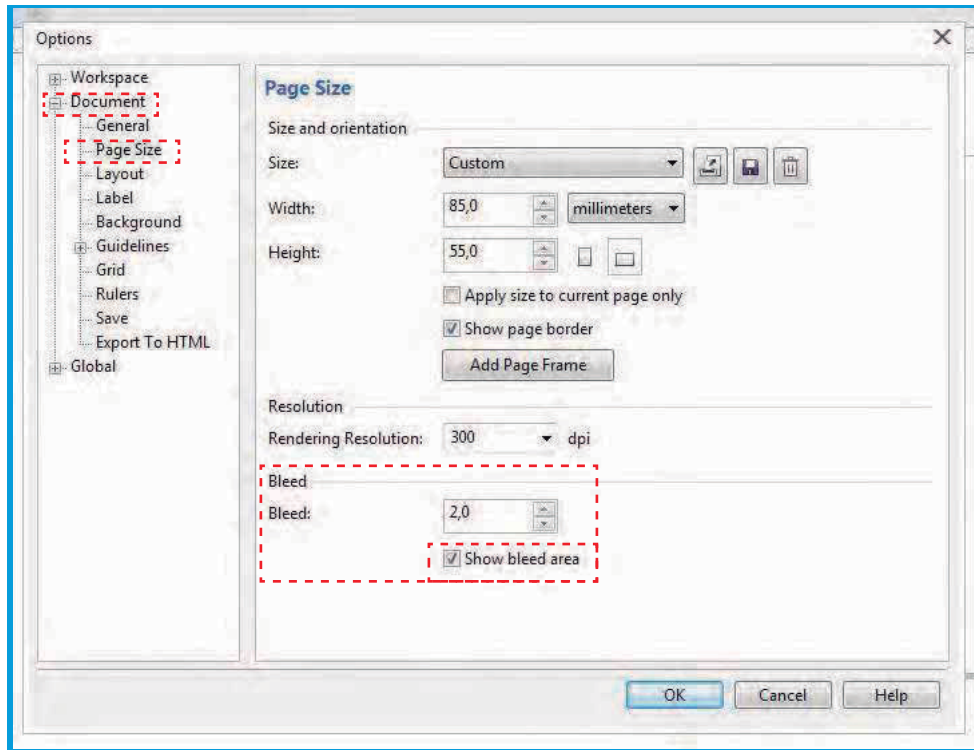 Options
Workspace
Document
General
Page Size
Layout
Label
Background
Guidelines
Grid
Rulers
Save
Export To HTML
Global
Page Size
Size and orientation
Size: Custom
Width: 85,0 millimeters
Height: 55,0
Apply size to current page only
Show page border
Add Page Frame
Resolution
Rendering Resolution: 300 dpi
Bleed
Bleed: 2,0
Show bleed area
OK Cancel Help